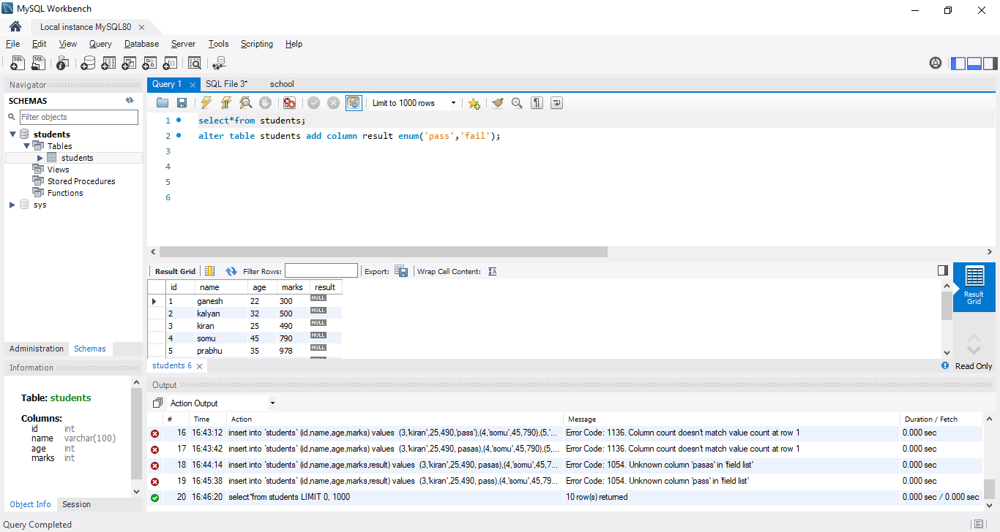 MySQL Workbench
Local instance MySQL80
File Edit View Query Database Server Tools Scripting Help
Navigator
SCHEMAS
Filter objects
students
Tables
students
Views
Stored Procedures
Functions
sys
Administration Schemas
Information
Table: students
Columns:
id int
name varchar(100)
age int
marks int
Object Info Session
Query 1 SQL File 3* school
Limit to 1000 rows
1 select*from students;
2 alter table students add column result enum('pass','fail');
3
4
5
6
Result Grid Filter Rows: Export: Wrap Cell Content:
id name age marks result
1 ganesh 22 300 NULL
2 kalyan 32 500 NULL
3 kiran 25 490 NULL
4 somu 45 790 NULL
5 prabhu 35 978 NULL
Result
Grid
students 6
Read Only
Output
Action Output
# Time Action Message Duration / Fetch
16 16:43:12 insert into `students` (id,name,age,marks) values (3,'kiran',25,490,'pass'),(4,'somu',45,790),(5,'... Error Code: 1136. Column count doesn't match value count at row 1 0.000 sec
17 16:43:42 insert into `students` (id,name,age,marks) values (3,'kiran',25,490, pasas),(4,'somu',45,790),(5,... Error Code: 1136. Column count doesn't match value count at row 1 0.000 sec
18 16:44:14 insert into `students` (id,name,age,marks,result) values (3,'kiran',25,490, pasas),(4,'somu',45,7... Error Code: 1054. Unknown column 'pasas' in 'field list' 0.000 sec
19 16:45:38 insert into `students` (id,name,age,marks,result) values (3,'kiran',25,490, pass),(4,'somu',45,79... Error Code: 1054. Unknown column 'pass' in 'field list' 0.000 sec
20 16:46:20 select*from students LIMIT 0, 1000 10 row(s) returned 0.000 sec / 0.000 sec
Query Completed